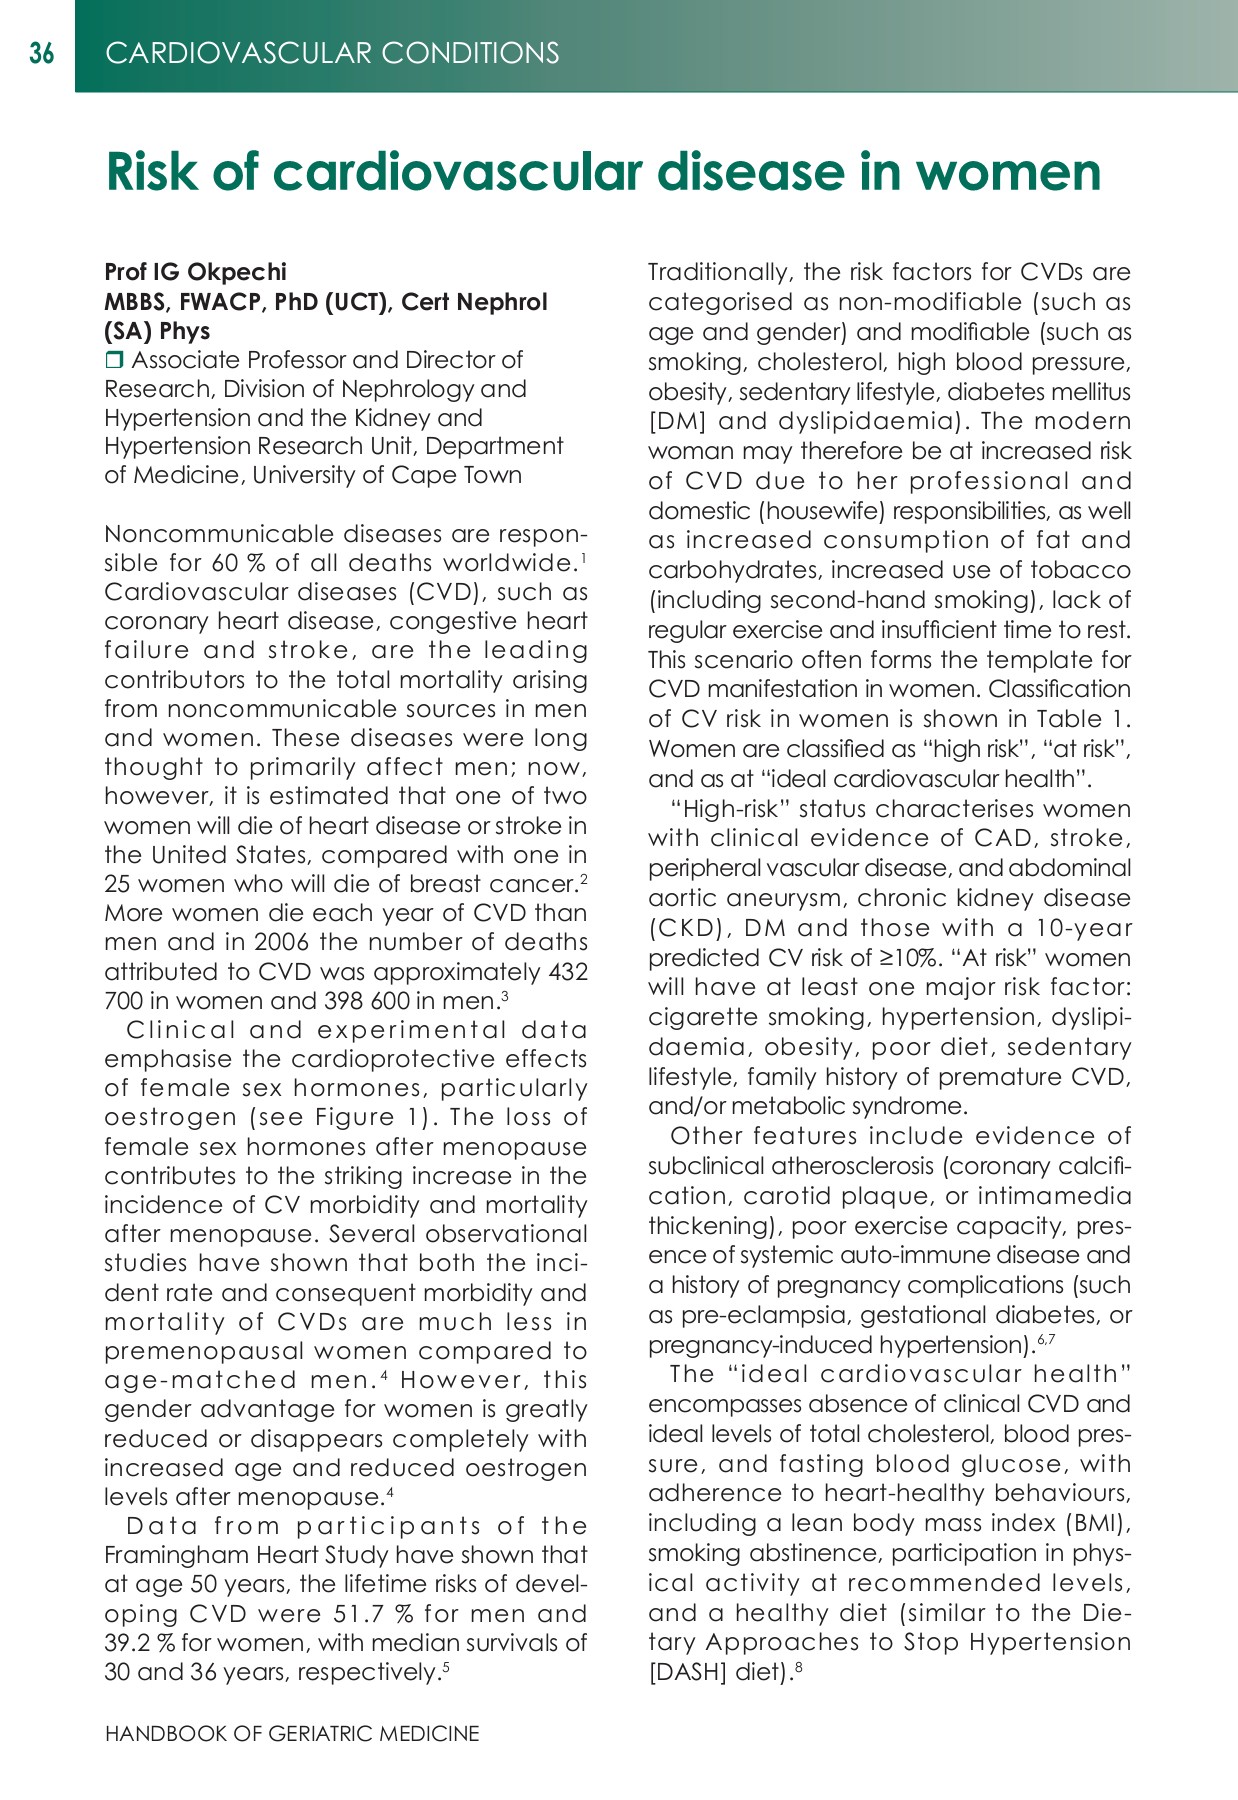 36
CARDIOVASCULAR CONDITIONS
Risk of cardiovascular disease in women
Prof IG Okpechi
MBBS, FWACP, PhD (UCT), Cert Nephrol
(SA) Phys
❒ Associate Professor and Director of
Research, Division of Nephrology and
Hypertension and the Kidney and
Hypertension Research Unit, Department
of Medicine, University of Cape Town
Noncommunicable diseases are respon-
sible for 60 % of all deaths worldwide.¹
Cardiovascular diseases (CVD), such as
coronary heart disease, congestive heart
failure and stroke, are the leading
contributors to the total mortality arising
from noncommunicable sources in men
and women. These diseases were long
thought to primarily affect men; now,
however, it is estimated that one of two
women will die of heart disease or stroke in
the United States, compared with one in
25 women who will die of breast cancer.²
More women die each year of CVD than
men and in 2006 the number of deaths
attributed to CVD was approximately 432
700 in women and 398 600 in men.³
Clinical and experimental data
emphasise the cardioprotective effects
of female sex hormones, particularly
oestrogen (see Figure 1). The loss of
female sex hormones after menopause
contributes to the striking increase in the
incidence of CV morbidity and mortality
after menopause. Several observational
studies have shown that both the inci-
dent rate and consequent morbidity and
mortality of CVDs are much less in
premenopausal women compared to
age-matched men.⁴ However, this
gender advantage for women is greatly
reduced or disappears completely with
increased age and reduced oestrogen
levels after menopause.⁴
Data from participants of the
Framingham Heart Study have shown that
at age 50 years, the lifetime risks of devel-
oping CVD were 51.7 % for men and
39.2 % for women, with median survivals of
30 and 36 years, respectively.⁵
Traditionally, the risk factors for CVDs are
categorised as non-modifiable (such as
age and gender) and modifiable (such as
smoking, cholesterol, high blood pressure,
obesity, sedentary lifestyle, diabetes mellitus
[DM] and dyslipidaemia). The modern
woman may therefore be at increased risk
of CVD due to her professional and
domestic (housewife) responsibilities, as well
as increased consumption of fat and
carbohydrates, increased use of tobacco
(including second-hand smoking), lack of
regular exercise and insufficient time to rest.
This scenario often forms the template for
CVD manifestation in women. Classification
of CV risk in women is shown in Table 1.
Women are classified as “high risk”, “at risk”,
and as at “ideal cardiovascular health”.
“High-risk” status characterises women
with clinical evidence of CAD, stroke,
peripheral vascular disease, and abdominal
aortic aneurysm, chronic kidney disease
(CKD), DM and those with a 10-year
predicted CV risk of ≥10%. “At risk” women
will have at least one major risk factor:
cigarette smoking, hypertension, dyslipi-
daemia, obesity, poor diet, sedentary
lifestyle, family history of premature CVD,
and/or metabolic syndrome.
Other features include evidence of
subclinical atherosclerosis (coronary calcifi-
cation, carotid plaque, or intimamedia
thickening), poor exercise capacity, pres-
ence of systemic auto-immune disease and
a history of pregnancy complications (such
as pre-eclampsia, gestational diabetes, or
pregnancy-induced hypertension).⁶,⁷
The “ideal cardiovascular health”
encompasses absence of clinical CVD and
ideal levels of total cholesterol, blood pres-
sure, and fasting blood glucose, with
adherence to heart-healthy behaviours,
including a lean body mass index (BMI),
smoking abstinence, participation in phys-
ical activity at recommended levels,
and a healthy diet (similar to the Die-
tary Approaches to Stop Hypertension
[DASH] diet).⁸
HANDBOOK OF GERIATRIC MEDICINE